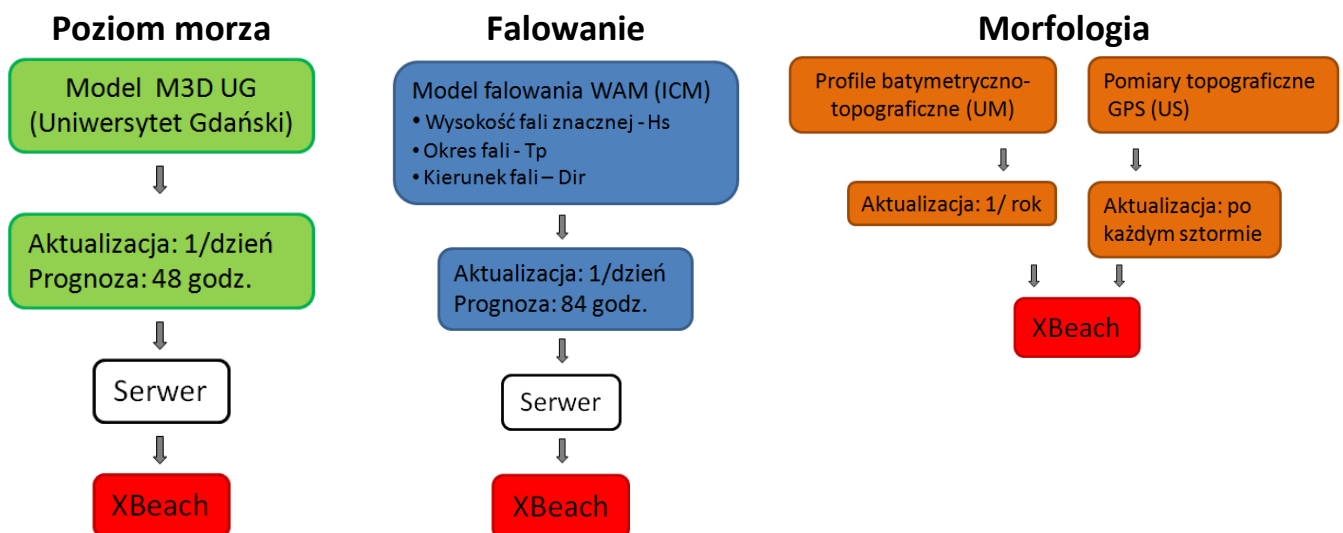 Poziom morza
Model M3D UG
(Uniwersytet Gdański)
Aktualizacja: 1/dzień
Prognoza: 48 godz.
Serwer
XBeach
Falowanie
Model falowania WAM (ICM)
• Wysokość fali znacznej - Hs
• Okres fali - Tp
• Kierunek fali – Dir
Aktualizacja: 1/dzień
Prognoza: 84 godz.
Serwer
XBeach
Morfologia
Profile batymetryczno-
topograficzne (UM)
Aktualizacja: 1/ rok
Pomiary topograficzne
GPS (US)
Aktualizacja: po
każdym sztormie
XBeach